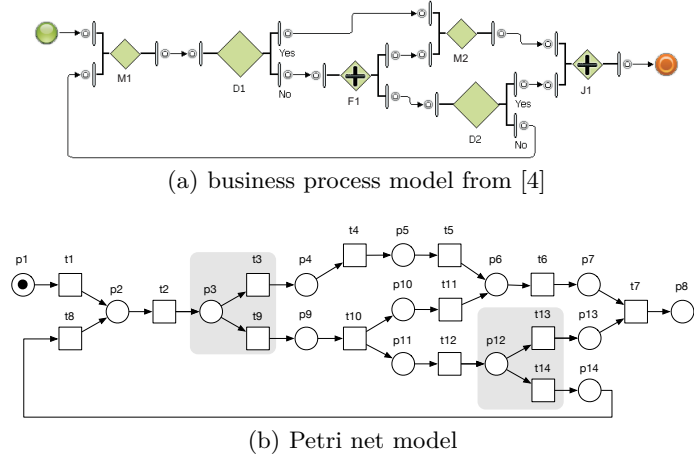 M1
D1
Yes
No
F1
M2
D2
Yes
No
J1
(a) business process model from [4]
p1
t1
t8
p2
t2
p3
t3
t9
p4
p9
t4
t10
p5
p10
p11
t5
t11
t12
p6
p12
t6
t13
t14
p7
p13
p14
t7
p8
(b) Petri net model